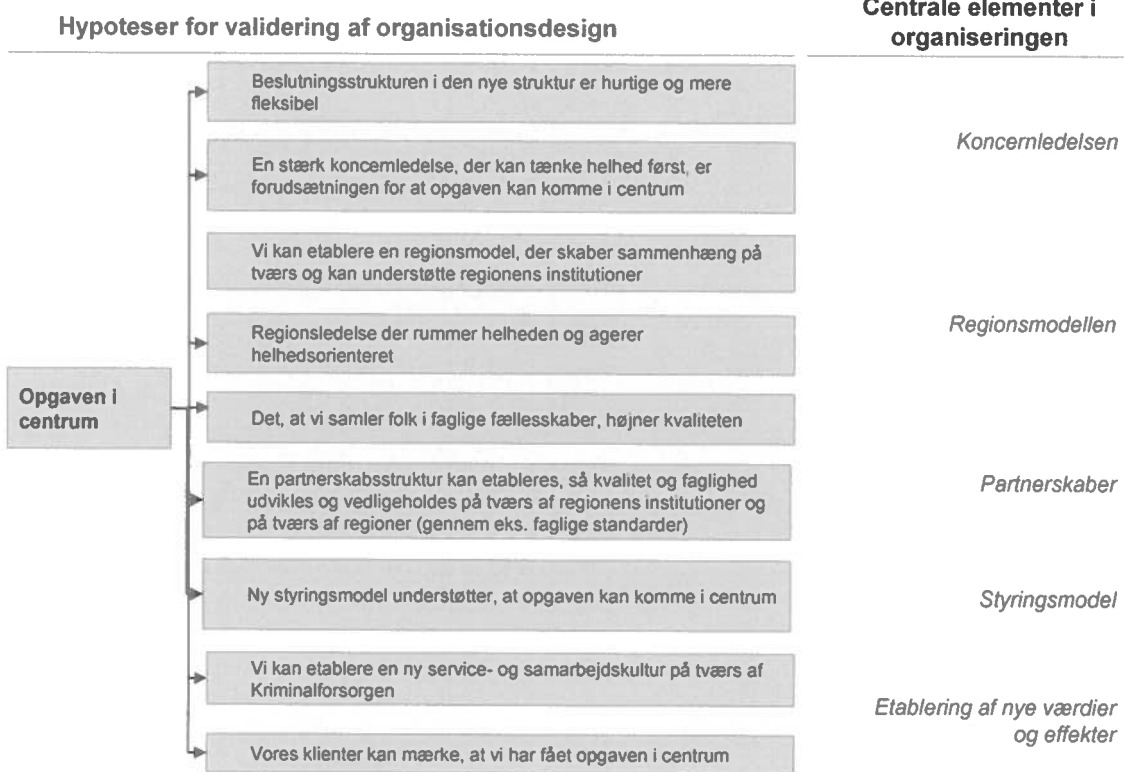 Hypoteser for validering af organisationsdesign
Centrale elementer i
organiseringen
Beslutningsstrukturen i den nye struktur er hurtige og mere
fleksibel
En stærk koncernledelse, der kan tænke helhed først, er
forudsætningen for at opgaven kan komme i centrum
Koncernledelsen
Vi kan etablere en regionsmodel, der skaber sammenhæng på
tværs og kan understøtte regionens institutioner
Regionsledelse der rummer helheden og agerer
helhedsorienteret
Regionsmodellen
Opgaven i
centrum
Det, at vi samler folk i faglige fællesskaber, højner kvaliteten
En partnerskabsstruktur kan etableres, så kvalitet og faglighed
udvikles og vedligeholdes på tværs af regionens institutioner og
på tværs af regioner (gennem eks. faglige standarder)
Partnerskaber
Ny styringsmodel understøtter, at opgaven kan komme i centrum
Styringsmodel
Vi kan etablere en ny service- og samarbejdskultur på tværs af
Kriminalforsorgen
Vores klienter kan mærke, at vi har fået opgaven i centrum
Etablering af nye værdier
og effekter